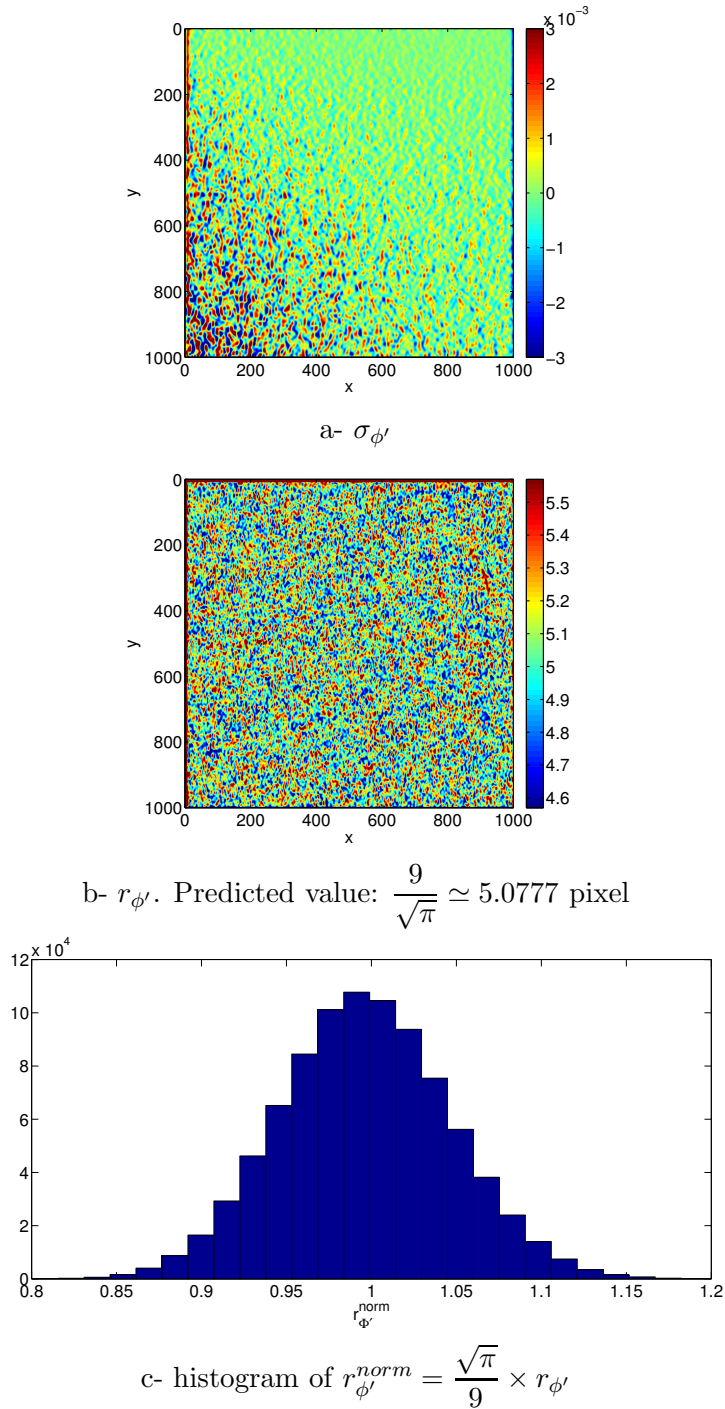 x 10⁻³
0
200
400
600
800
1000
y
0 200 400 600 800 1000
x
3
2
1
0
-1
-2
-3
a- σ_ϕ′
0
200
400
600
800
1000
y
0 200 400 600 800 1000
x
5.5
5.4
5.3
5.2
5.1
5
4.9
4.8
4.7
4.6
b- r_ϕ′. Predicted value: 9/√π ≃ 5.0777 pixel
x 10⁴
12
10
8
6
4
2
0
0.8 0.85 0.9 0.95 1 1.05 1.1 1.15 1.2
r_Φ′^norm
c- histogram of r_ϕ′^norm = √π/9 × r_ϕ′